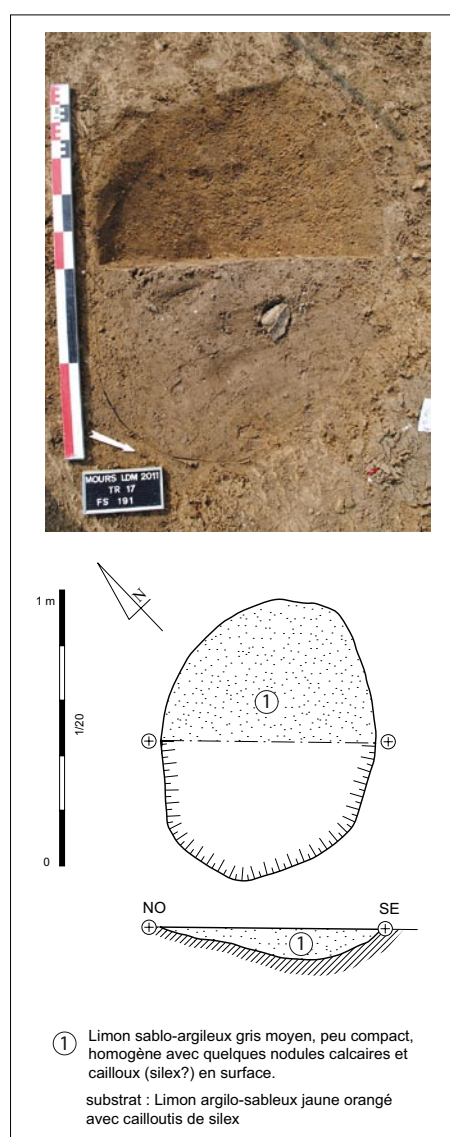 MOURS LDM 2011
TR 17
FS 191
1 m
N
1/20
1
0
NO
SE
1
1 Limon sablo-argileux gris moyen, peu compact,
homogène avec quelques nodules calcaires et
cailloux (silex?) en surface.
substrat : Limon argilo-sableux jaune orangé
avec cailloutis de silex